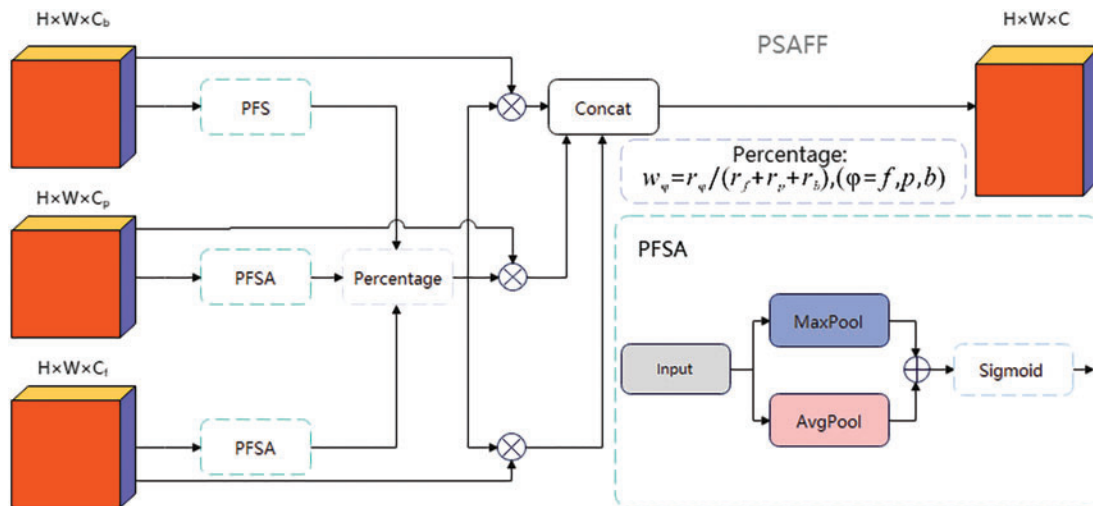 H×W×C_b
PFS
H×W×C_p
PFSA
Percentage
H×W×C_f
PFSA
Concat
PSAFF
H×W×C
Percentage:
w_φ=r_φ/(r_f+r_p+r_b),(φ=f,p,b)
PFSA
Input
MaxPool
AvgPool
Sigmoid